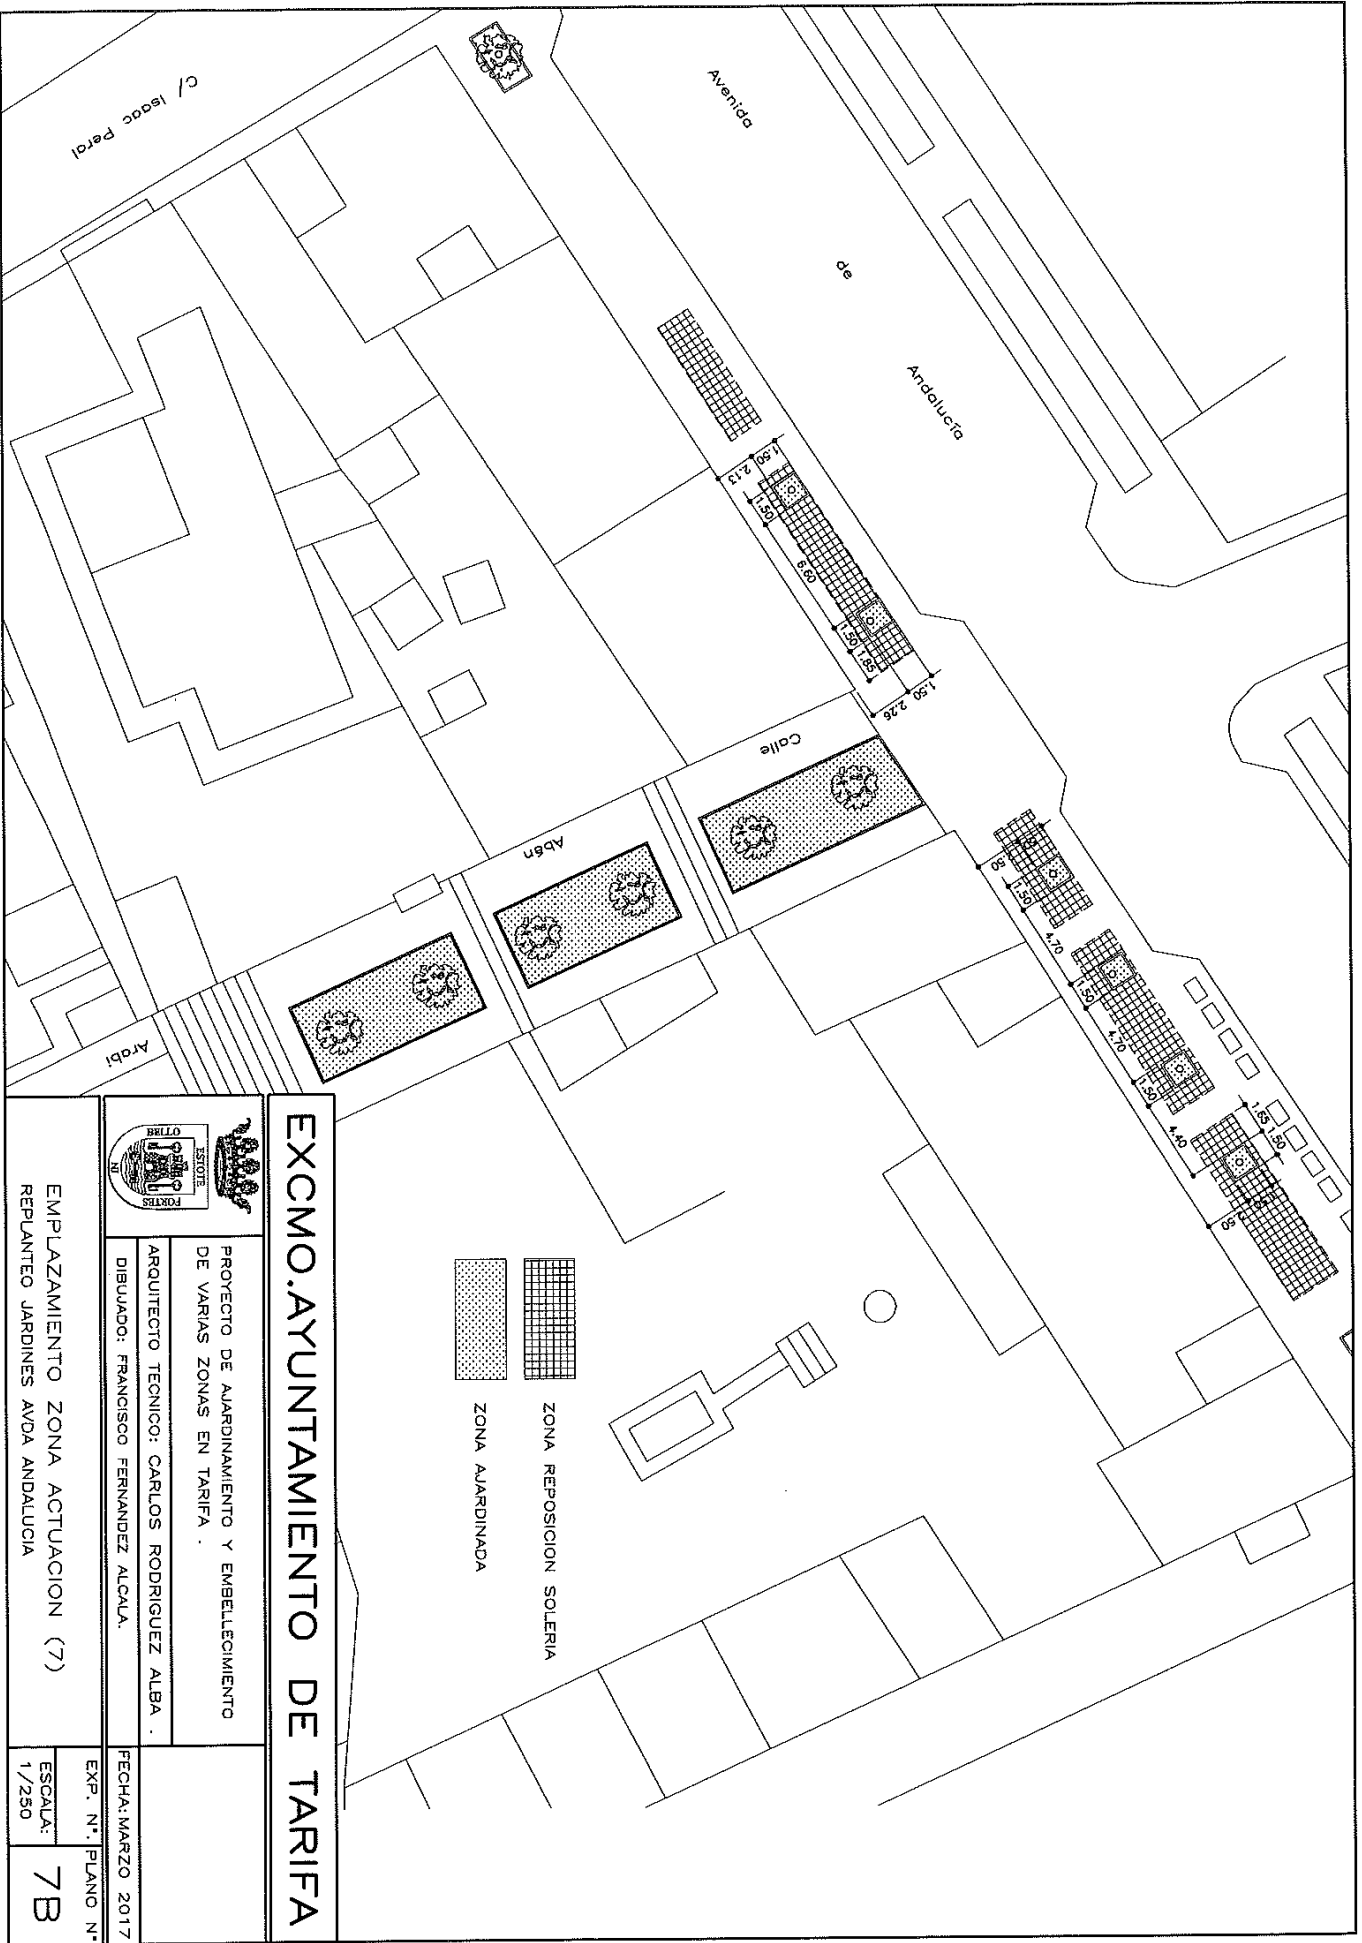 C/ Isaac Peral
Avenida
de
Andalucía
1.50
2.13
1.50
6.60
1.50
1.85
1.50
2.26
Calle
Abén
Arabi
.50
1.50
4.70
1.50
4.70
1.50
4.40
1.65
1.50
.50
ZONA REPOSICION SOLERIA
ZONA AJARDINADA
EXCMO.AYUNTAMIENTO DE TARIFA
ESTOTE
FORTES
IN
BELLO
PROYECTO DE AJARDINAMIENTO Y EMBELLECIMIENTO
DE VARIAS ZONAS EN TARIFA .
ARQUITECTO TECNICO: CARLOS RODRIGUEZ ALBA .
DIBUJADO: FRANCISCO FERNANDEZ ALCALA.
FECHA: MARZO 2017
EMPLAZAMIENTO ZONA ACTUACION (7)
REPLANTEO JARDINES AVDA ANDALUCIA
EXP. Nº.
PLANO Nº
ESCALA:
1/250
7B